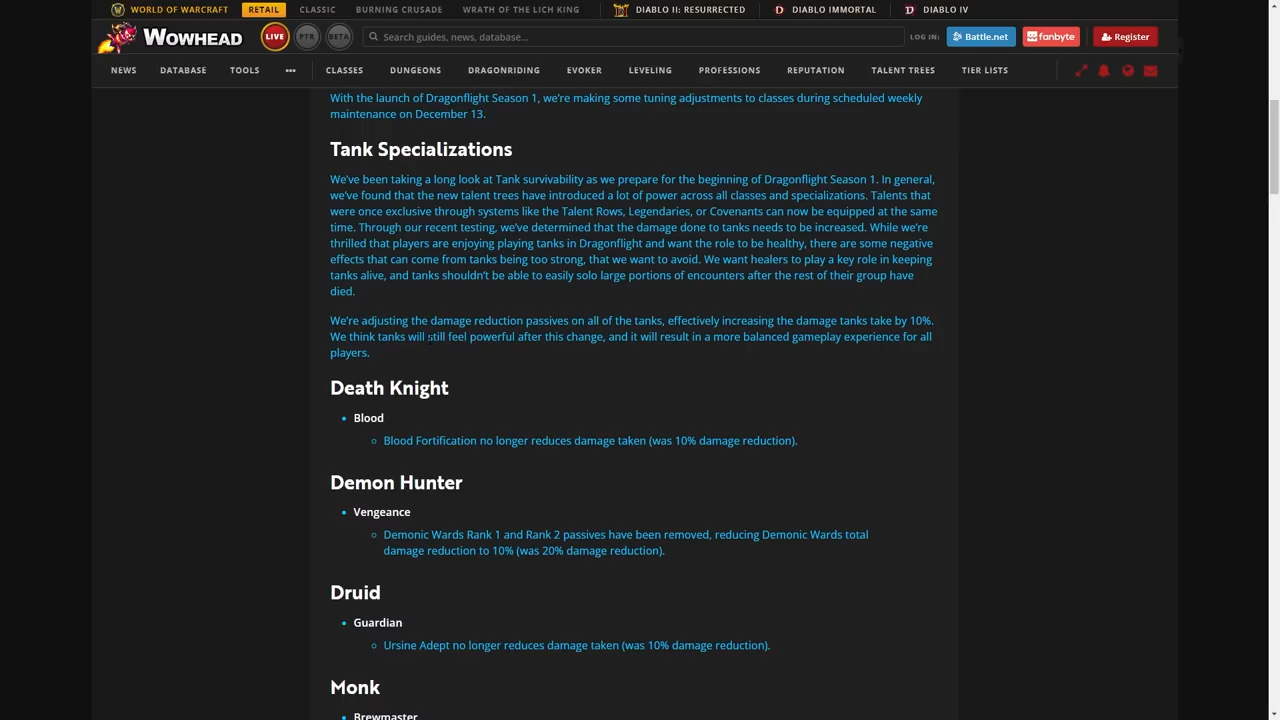 WORLD OF WARCRAFT RETAIL CLASSIC BURNING CRUSADE WRATH OF THE LICH KING DIABLO II: RESURRECTED DIABLO IMMORTAL DIABLO IV
WOWHEAD LIVE PTR BETA Search guides, news, database... LOG IN: Battle.net fanbyte Register
NEWS DATABASE TOOLS ••• CLASSES DUNGEONS DRAGONRIDING EVOKER LEVELING PROFESSIONS REPUTATION TALENT TREES TIER LISTS
With the launch of Dragonflight Season 1, we're making some tuning adjustments to classes during scheduled weekly
maintenance on December 13.
Tank Specializations
We've been taking a long look at Tank survivability as we prepare for the beginning of Dragonflight Season 1. In general,
we've found that the new talent trees have introduced a lot of power across all classes and specializations. Talents that
were once exclusive through systems like the Talent Rows, Legendaries, or Covenants can now be equipped at the same
time. Through our recent testing, we've determined that the damage done to tanks needs to be increased. While we're
thrilled that players are enjoying playing tanks in Dragonflight and want the role to be healthy, there are some negative
effects that can come from tanks being too strong, that we want to avoid. We want healers to play a key role in keeping
tanks alive, and tanks shouldn't be able to easily solo large portions of encounters after the rest of their group have
died.
We're adjusting the damage reduction passives on all of the tanks, effectively increasing the damage tanks take by 10%.
We think tanks will still feel powerful after this change, and it will result in a more balanced gameplay experience for all
players.
Death Knight
• Blood
Blood Fortification no longer reduces damage taken (was 10% damage reduction).
Demon Hunter
• Vengeance
Demonic Wards Rank 1 and Rank 2 passives have been removed, reducing Demonic Wards total
damage reduction to 10% (was 20% damage reduction).
Druid
• Guardian
Ursine Adept no longer reduces damage taken (was 10% damage reduction).
Monk
• Brewmaster